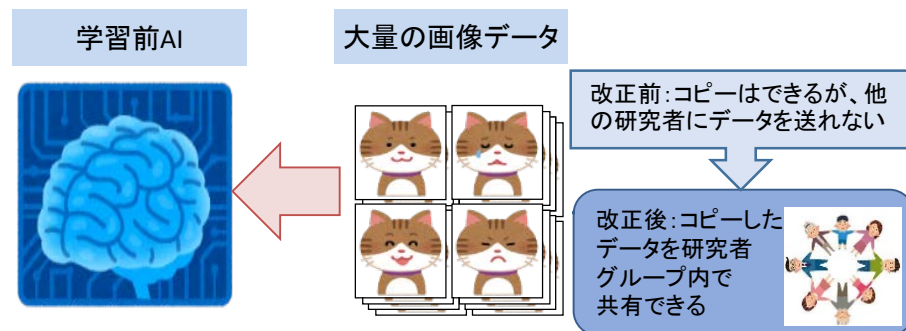 学習前AI
大量の画像データ
改正前：コピーはできるが、他
の研究者にデータを送れない
改正後：コピーした
データを研究者
グループ内で
共有できる